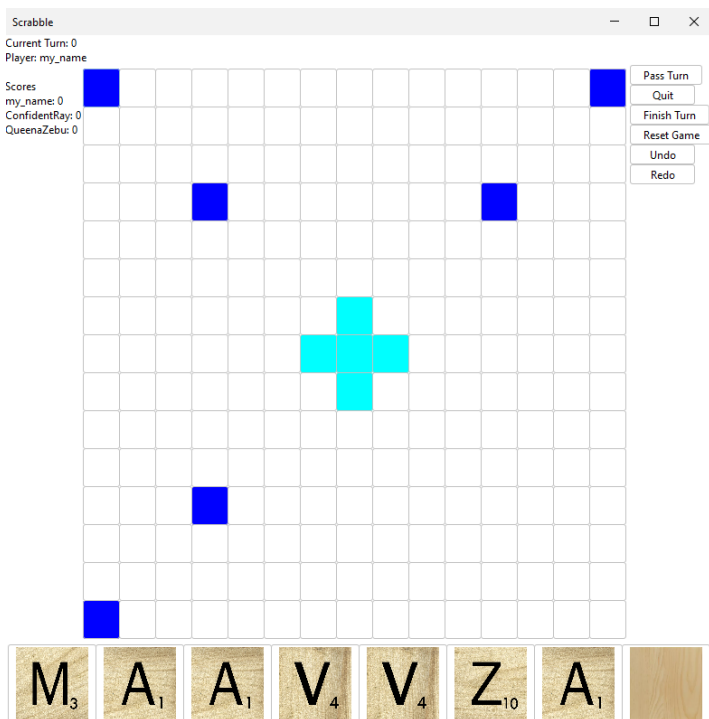 Scrabble
Current Turn: 0
Player: my_name
Scores
my_name: 0
ConfidentRay: 0
QueenaZebu: 0
Pass Turn
Quit
Finish Turn
Reset Game
Undo
Redo
M3 A1 A1 V4 V4 Z10 A1